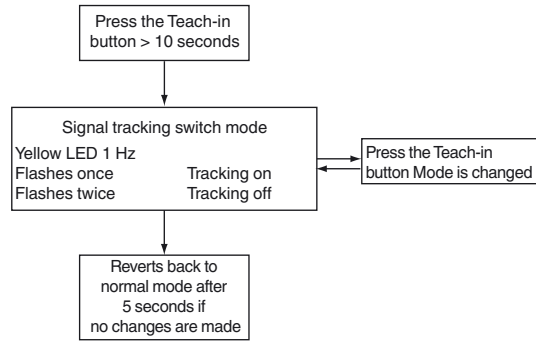 Press the Teach-in
button > 10 seconds
Signal tracking switch mode
Yellow LED 1 Hz
Flashes once Tracking on
Flashes twice Tracking off
Press the Teach-in
button Mode is changed
Reverts back to
normal mode after
5 seconds if
no changes are made